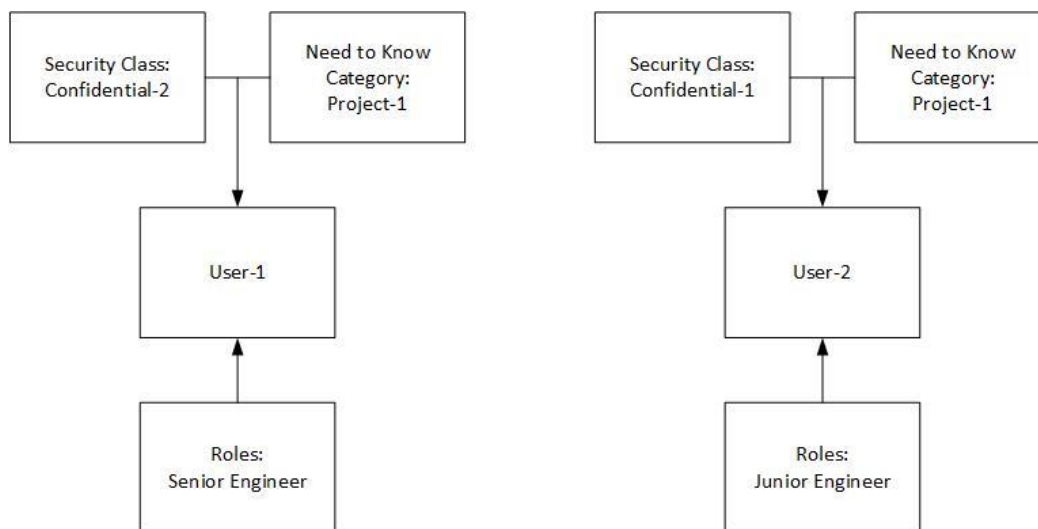 Security Class:
Confidential-2
Need to Know
Category:
Project-1
User-1
Roles:
Senior Engineer
Security Class:
Confidential-1
Need to Know
Category:
Project-1
User-2
Roles:
Junior Engineer